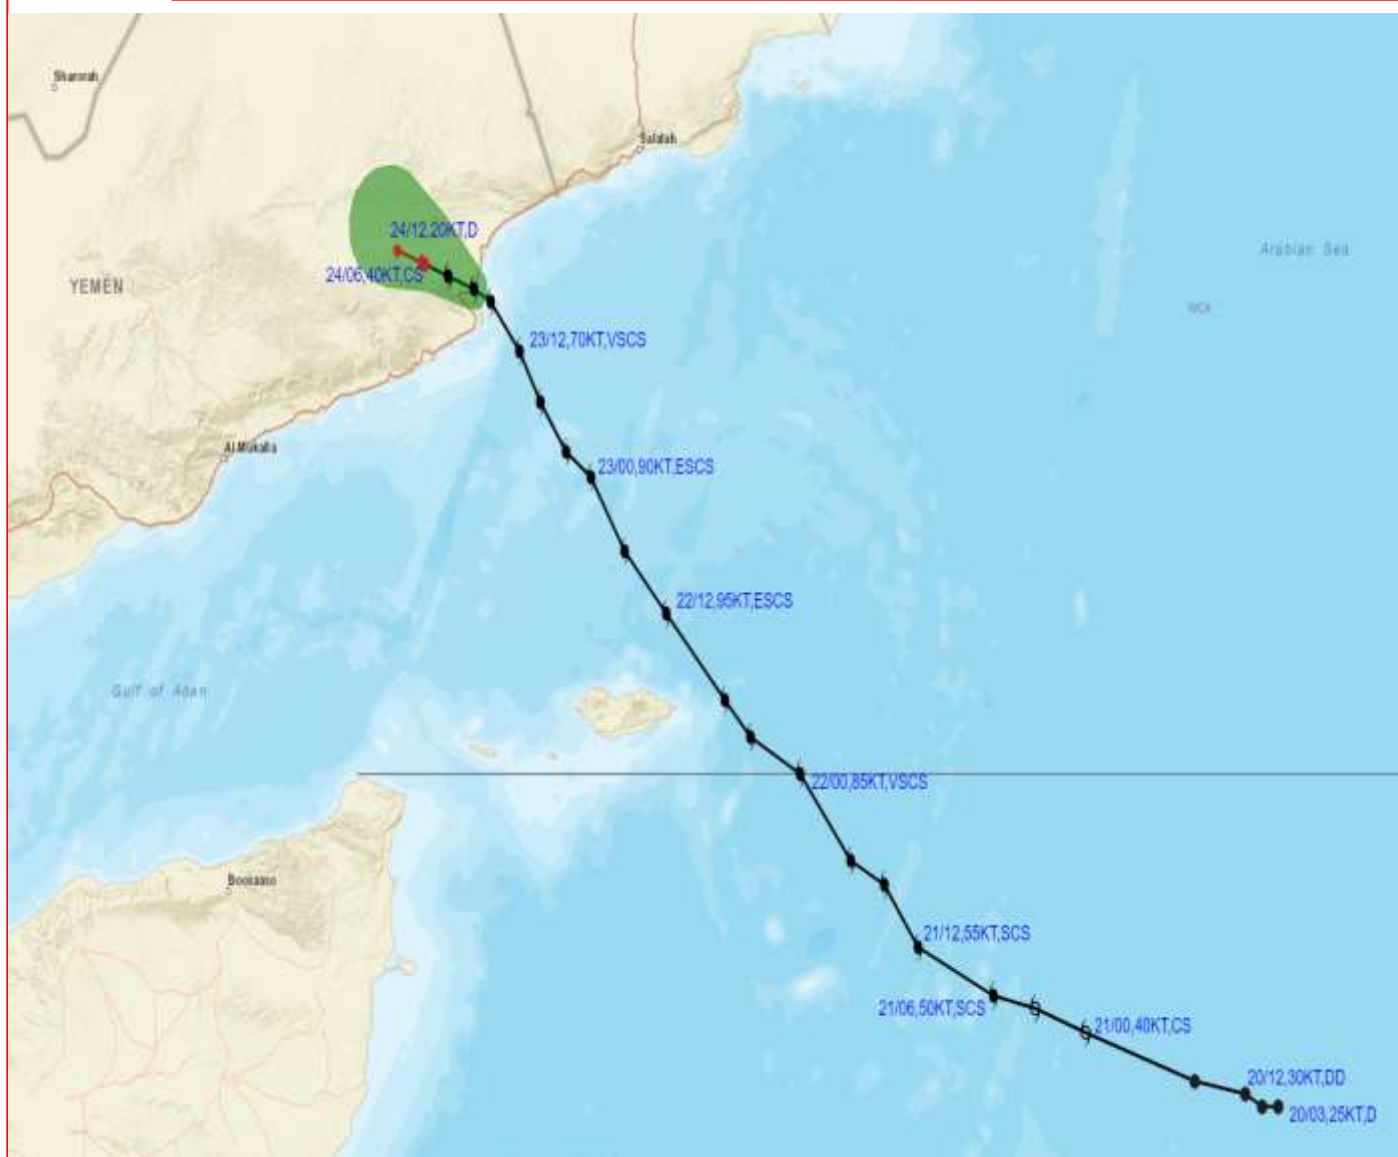 Shamrah
Salalah
24/12,20KT,D
Arabian Sea
24/06,40KT,CS
YEMEN
23/12,70KT,VSCS
Al Mukalla
23/00,90KT,ESCS
22/12,95KT,ESCS
Gulf of Aden
22/00,85KT,VSCS
Boosaaso
21/12,55KT,SCS
21/06,50KT,SCS
21/00,40KT,CS
20/12,30KT,DD
20/03,25KT,D